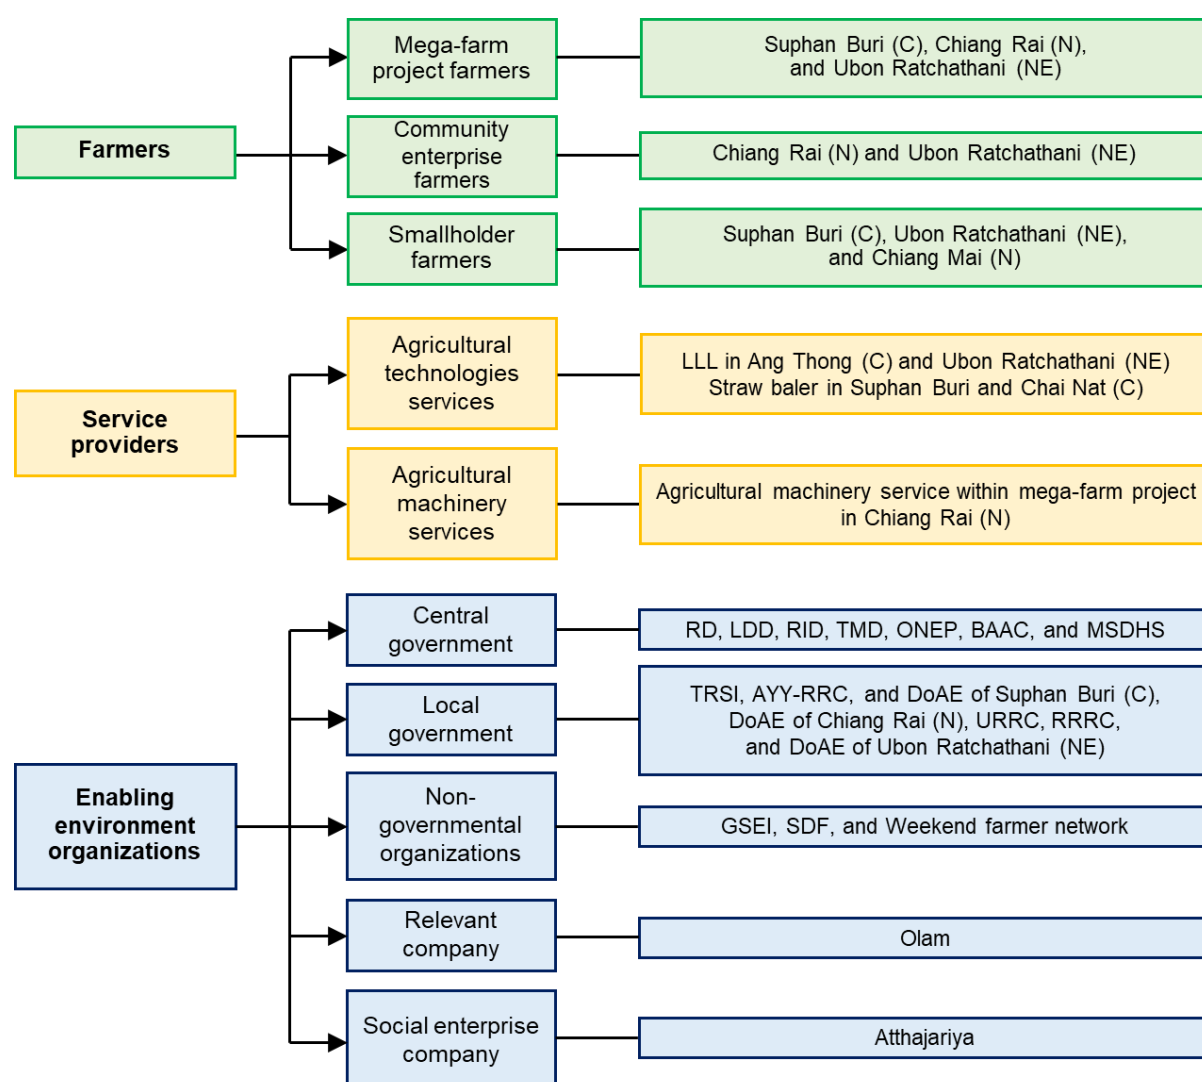 Farmers
Mega-farm
project farmers
Suphan Buri (C), Chiang Rai (N),
and Ubon Ratchathani (NE)
Community
enterprise
farmers
Chiang Rai (N) and Ubon Ratchathani (NE)
Smallholder
farmers
Suphan Buri (C), Ubon Ratchathani (NE),
and Chiang Mai (N)
Service
providers
Agricultural
technologies
services
LLL in Ang Thong (C) and Ubon Ratchathani (NE)
Straw baler in Suphan Buri and Chai Nat (C)
Agricultural
machinery
services
Agricultural machinery service within mega-farm project
in Chiang Rai (N)
Enabling
environment
organizations
Central
government
RD, LDD, RID, TMD, ONEP, BAAC, and MSDHS
Local
government
TRSI, AYY-RRC, and DoAE of Suphan Buri (C),
DoAE of Chiang Rai (N), URRC, RRRC,
and DoAE of Ubon Ratchathani (NE)
Non-
governmental
organizations
GSEI, SDF, and Weekend farmer network
Relevant
company
Olam
Social enterprise
company
Atthajariya